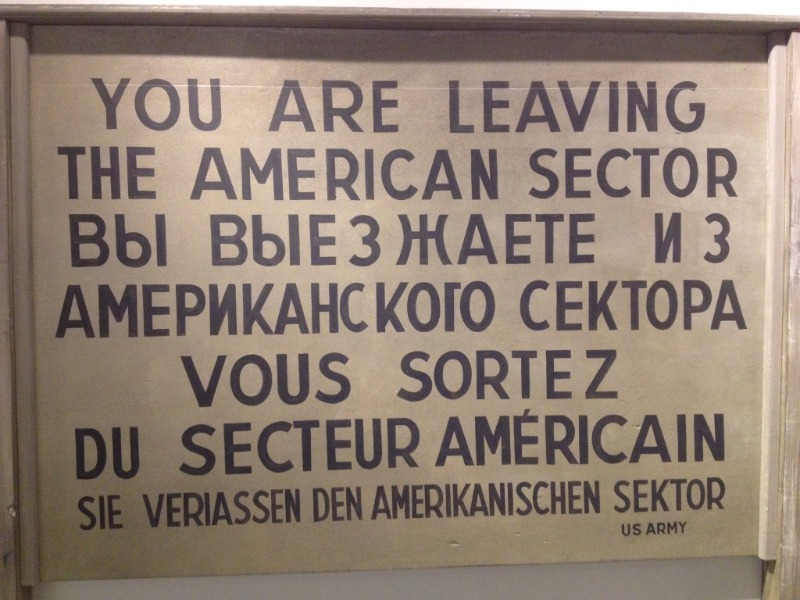 YOU ARE LEAVING
THE AMERICAN SECTOR
ВЫ ВЫЕЗЖАЕТЕ ИЗ
АМЕРИКАНСКОГО СЕКТОРА
VOUS SORTEZ
DU SECTEUR AMÉRICAIN
SIE VERIASSEN DEN AMERIKANISCHEN SEKTOR
US ARMY